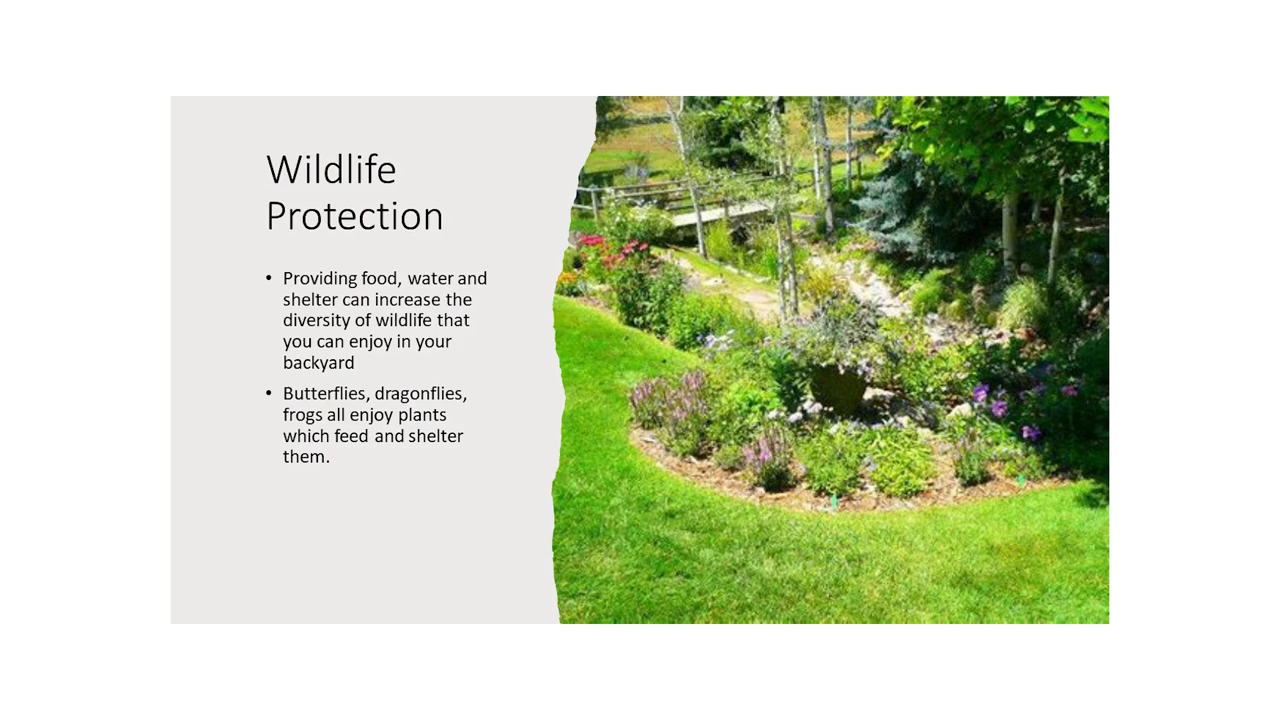 Wildlife
Protection
• Providing food, water and
shelter can increase the
diversity of wildlife that
you can enjoy in your
backyard
• Butterflies, dragonflies,
frogs all enjoy plants
which feed and shelter
them.